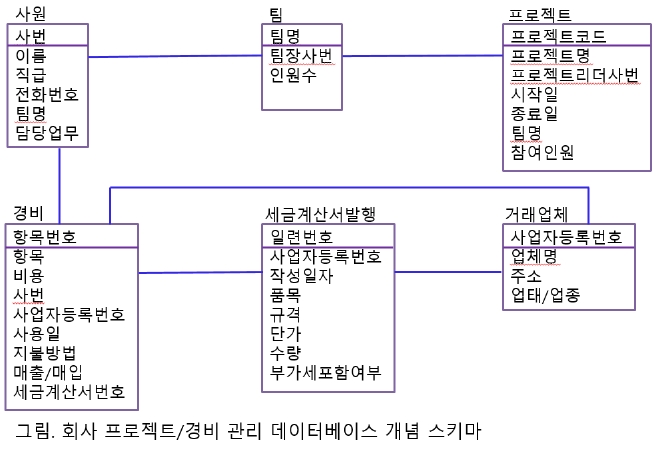 사원
사번
이름
직급
전화번호
팀명
담당업무
팀
팀명
팀장사번
인원수
프로젝트
프로젝트코드
프로젝트명
프로젝트리더사번
시작일
종료일
팀명
참여인원
경비
항목번호
항목
비용
사번
사업자등록번호
사용일
지불방법
매출/매입
세금계산서번호
세금계산서발행
일련번호
사업자등록번호
작성일자
품목
규격
단가
수량
부가세포함여부
거래업체
사업자등록번호
업체명
주소
업태/업종
그림. 회사 프로젝트/경비 관리 데이터베이스 개념 스키마